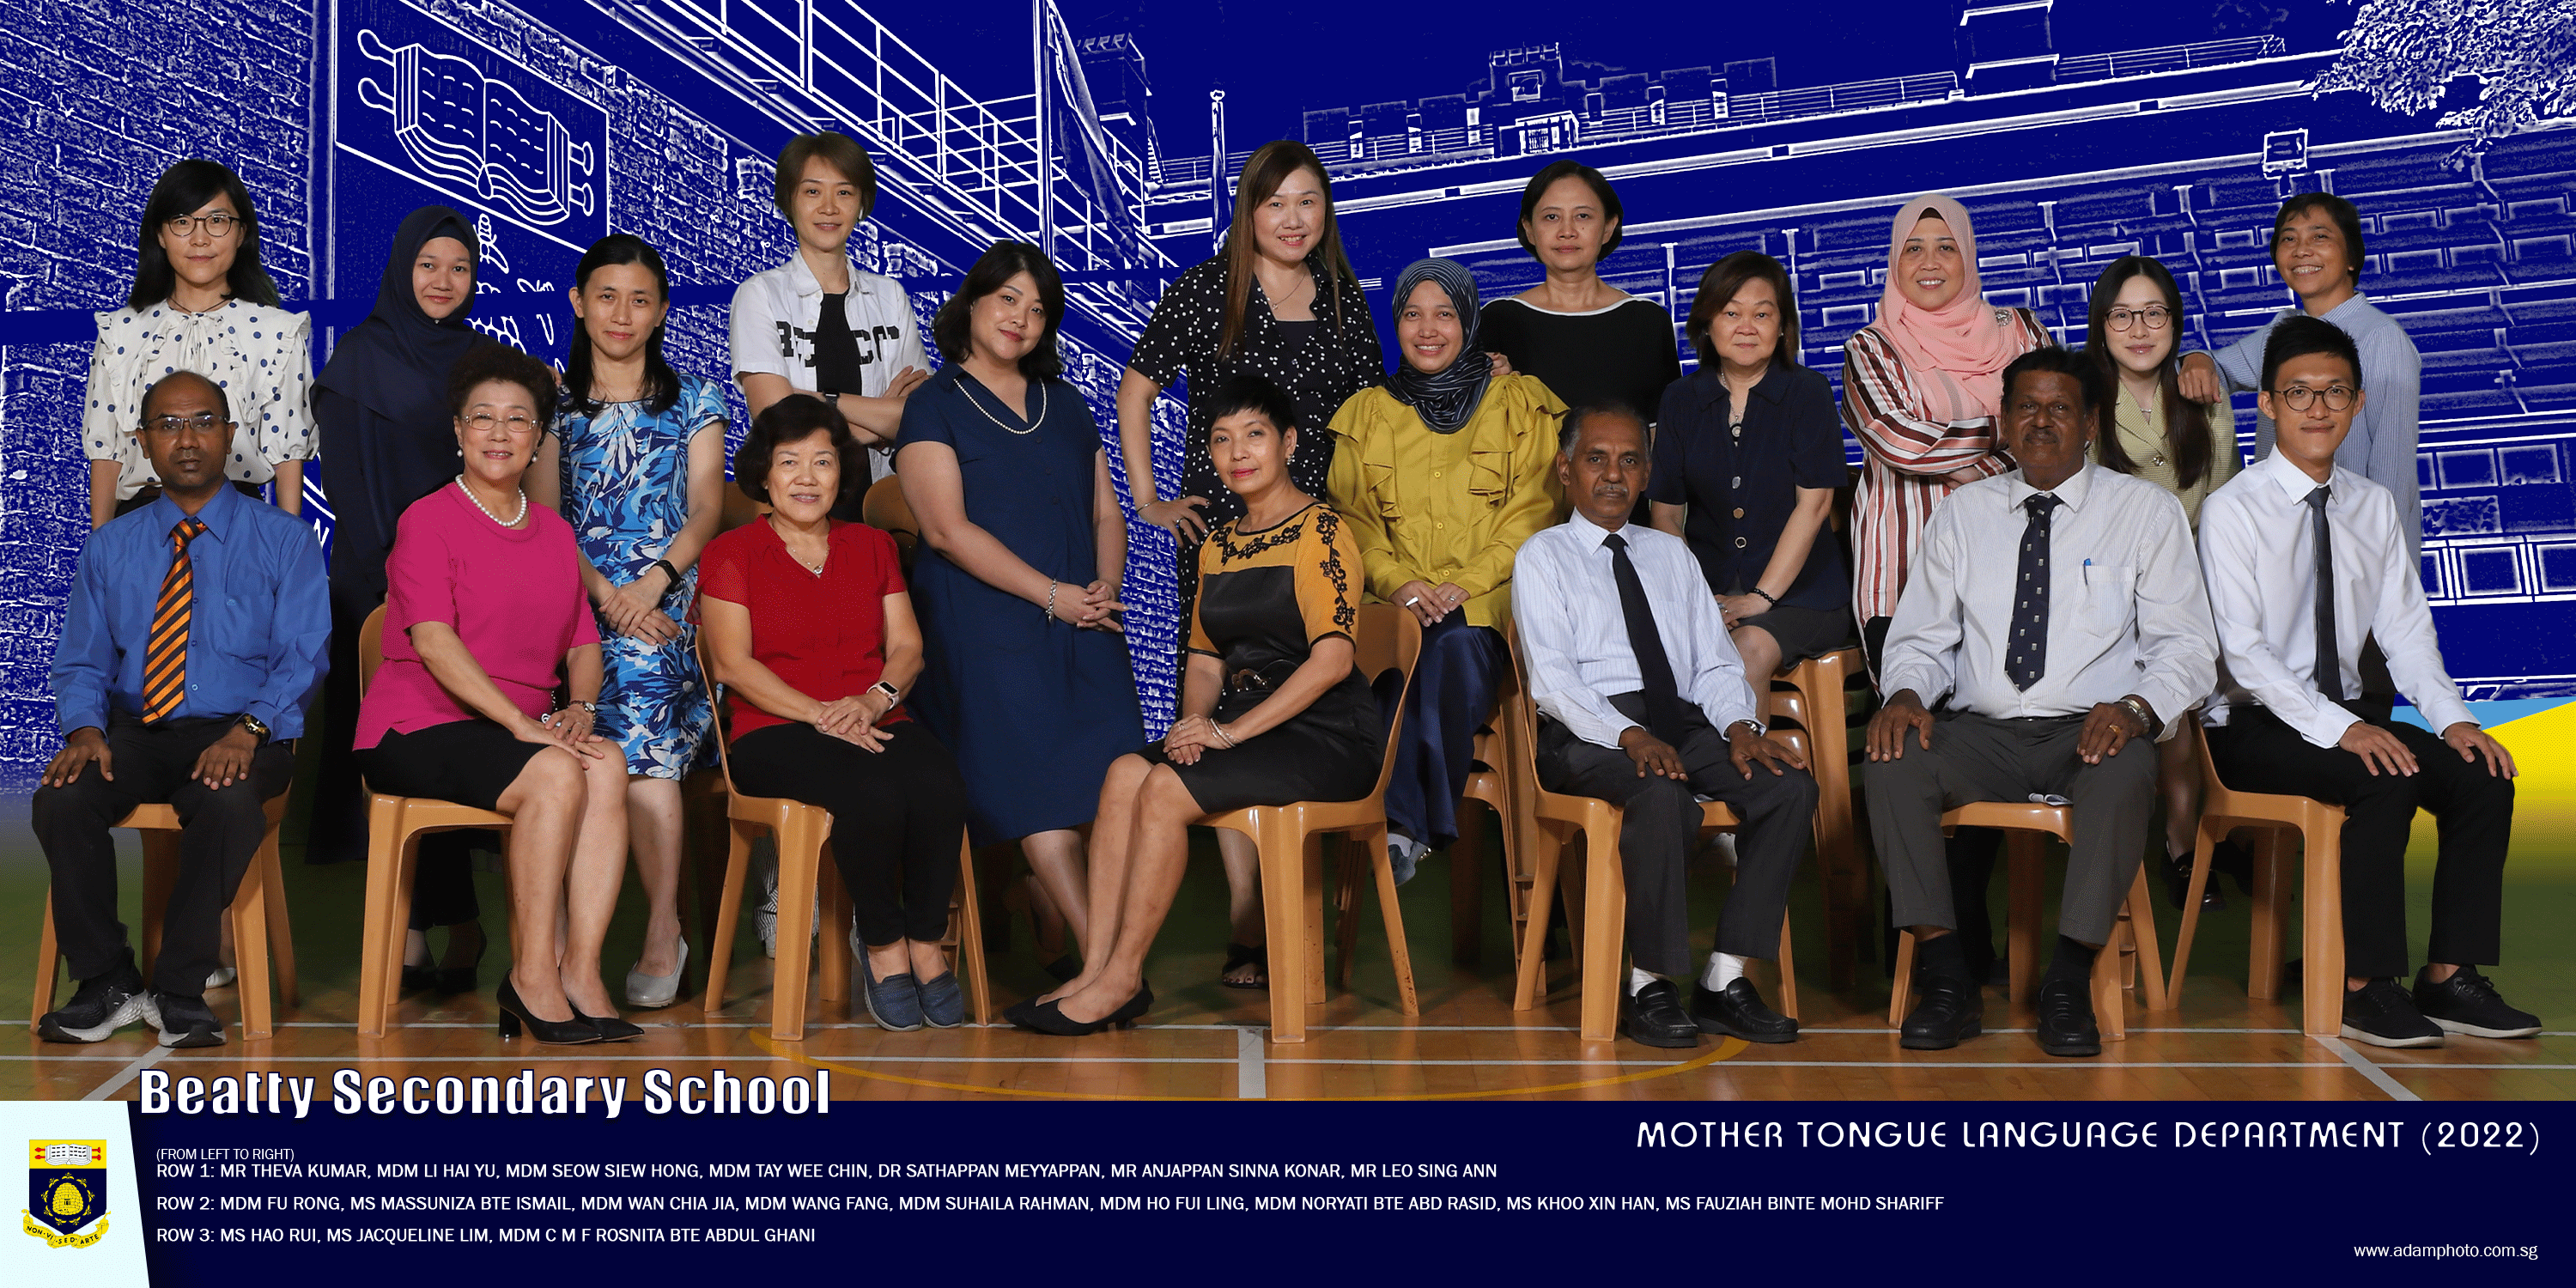 Beatty Secondary School
MOTHER TONGUE LANGUAGE DEPARTMENT (2022)
(FROM LEFT TO RIGHT)
ROW 1: MR THEVA KUMAR, MDM LI HAI YU, MDM SEOW SIEW HONG, MDM TAY WEE CHIN, DR SATHAPPAN MEYYAPPAN, MR ANJAPPAN SINNA KONAR, MR LEO SING ANN
ROW 2: MDM FU RONG, MS MASSUNIZA BTE ISMAIL, MDM WAN CHIA JIA, MDM WANG FANG, MDM SUHAILA RAHMAN, MDM HO FUI LING, MDM NORYATI BTE ABD RASID, MS KHOO XIN HAN, MS FAUZIAH BINTE MOHD SHARIFF
ROW 3: MS HAO RUI, MS JACQUELINE LIM, MDM C M F ROSNITA BTE ABDUL GHANI
NON·VI·SED·ARTE
www.adamphoto.com.sg